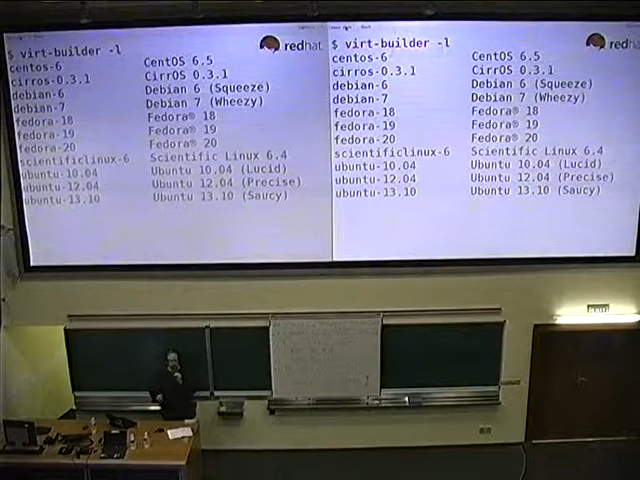 $ virt-builder -l
redhat
centos-6 CentOS 6.5
cirros-0.3.1 CirrOS 0.3.1
debian-6 Debian 6 (Squeeze)
debian-7 Debian 7 (Wheezy)
fedora-18 Fedora® 18
fedora-19 Fedora® 19
fedora-20 Fedora® 20
scientificlinux-6 Scientific Linux 6.4
ubuntu-10.04 Ubuntu 10.04 (Lucid)
ubuntu-12.04 Ubuntu 12.04 (Precise)
ubuntu-13.10 Ubuntu 13.10 (Saucy)
$ virt-builder -l
redhat
centos-6 CentOS 6.5
cirros-0.3.1 CirrOS 0.3.1
debian-6 Debian 6 (Squeeze)
debian-7 Debian 7 (Wheezy)
fedora-18 Fedora® 18
fedora-19 Fedora® 19
fedora-20 Fedora® 20
scientificlinux-6 Scientific Linux 6.4
ubuntu-10.04 Ubuntu 10.04 (Lucid)
ubuntu-12.04 Ubuntu 12.04 (Precise)
ubuntu-13.10 Ubuntu 13.10 (Saucy)